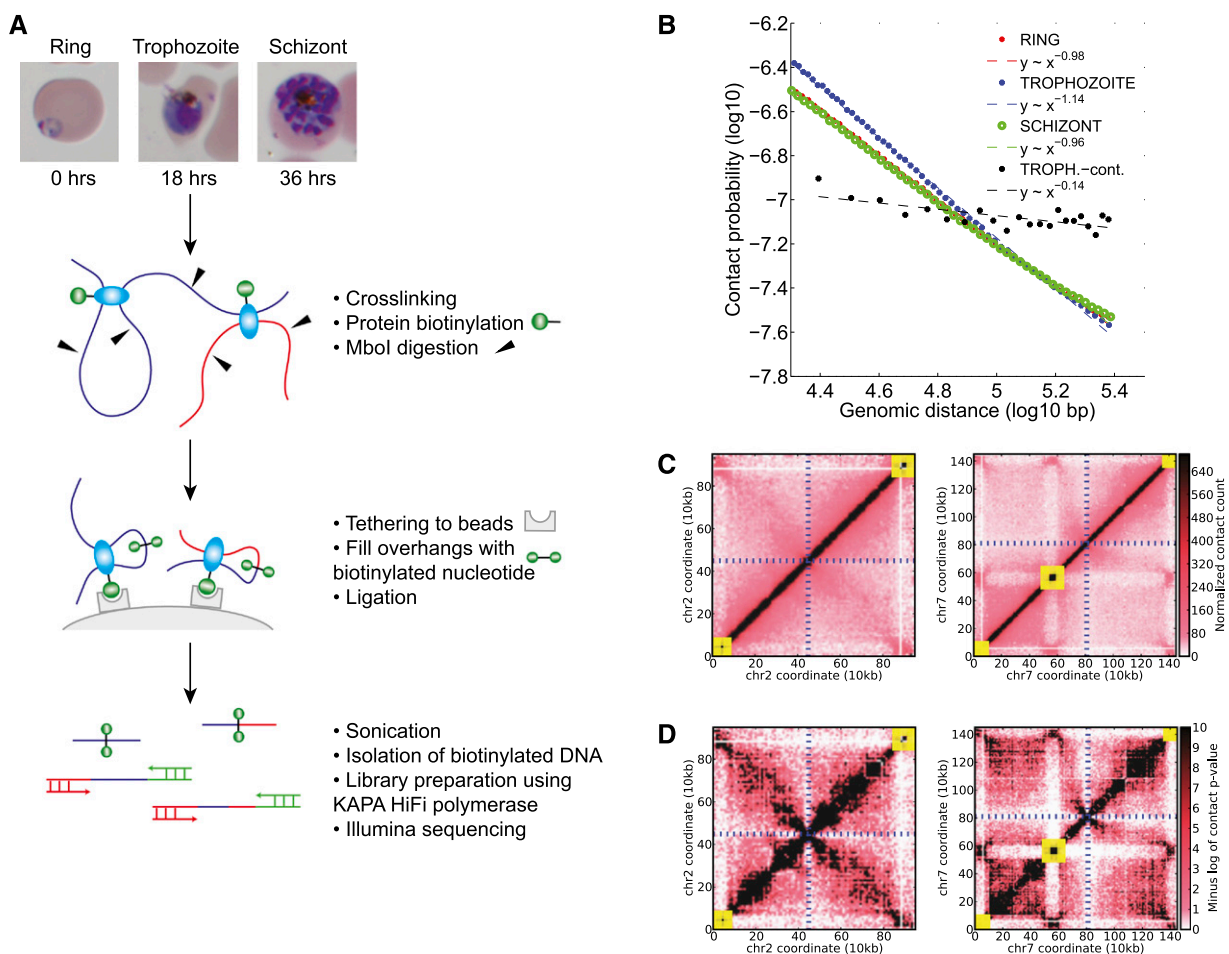 A
Ring Trophozoite Schizont
0 hrs 18 hrs 36 hrs
• Crosslinking
• Protein biotinylation
• MboI digestion
• Tethering to beads
• Fill overhangs with
biotinylated nucleotide
• Ligation
• Sonication
• Isolation of biotinylated DNA
• Library preparation using
KAPA HiFi polymerase
• Illumina sequencing
B
Contact probability (log10)
−6.2
−6.4
−6.6
−6.8
−7
−7.2
−7.4
−7.6
−7.8
4.4 4.6 4.8 5 5.2 5.4
Genomic distance (log10 bp)
RING
y ~ x−0.98
TROPHOZOITE
y ~ x−1.14
SCHIZONT
y ~ x−0.96
TROPH.−cont.
y ~ x−0.14
C
chr2 coordinate (10kb)
80
60
40
20
0
0 20 40 60 80
chr2 coordinate (10kb)
chr7 coordinate (10kb)
140
120
100
80
60
40
20
0
0 20 40 60 80 100 120 140
chr7 coordinate (10kb)
640
560
480
400
320
240
160
80
0
Normalized contact count
D
chr2 coordinate (10kb)
80
60
40
20
0
0 20 40 60 80
chr2 coordinate (10kb)
chr7 coordinate (10kb)
140
120
100
80
60
40
20
0
0 20 40 60 80 100 120 140
chr7 coordinate (10kb)
10
9
8
7
6
5
4
3
2
1
0
Minus log of contact p-value